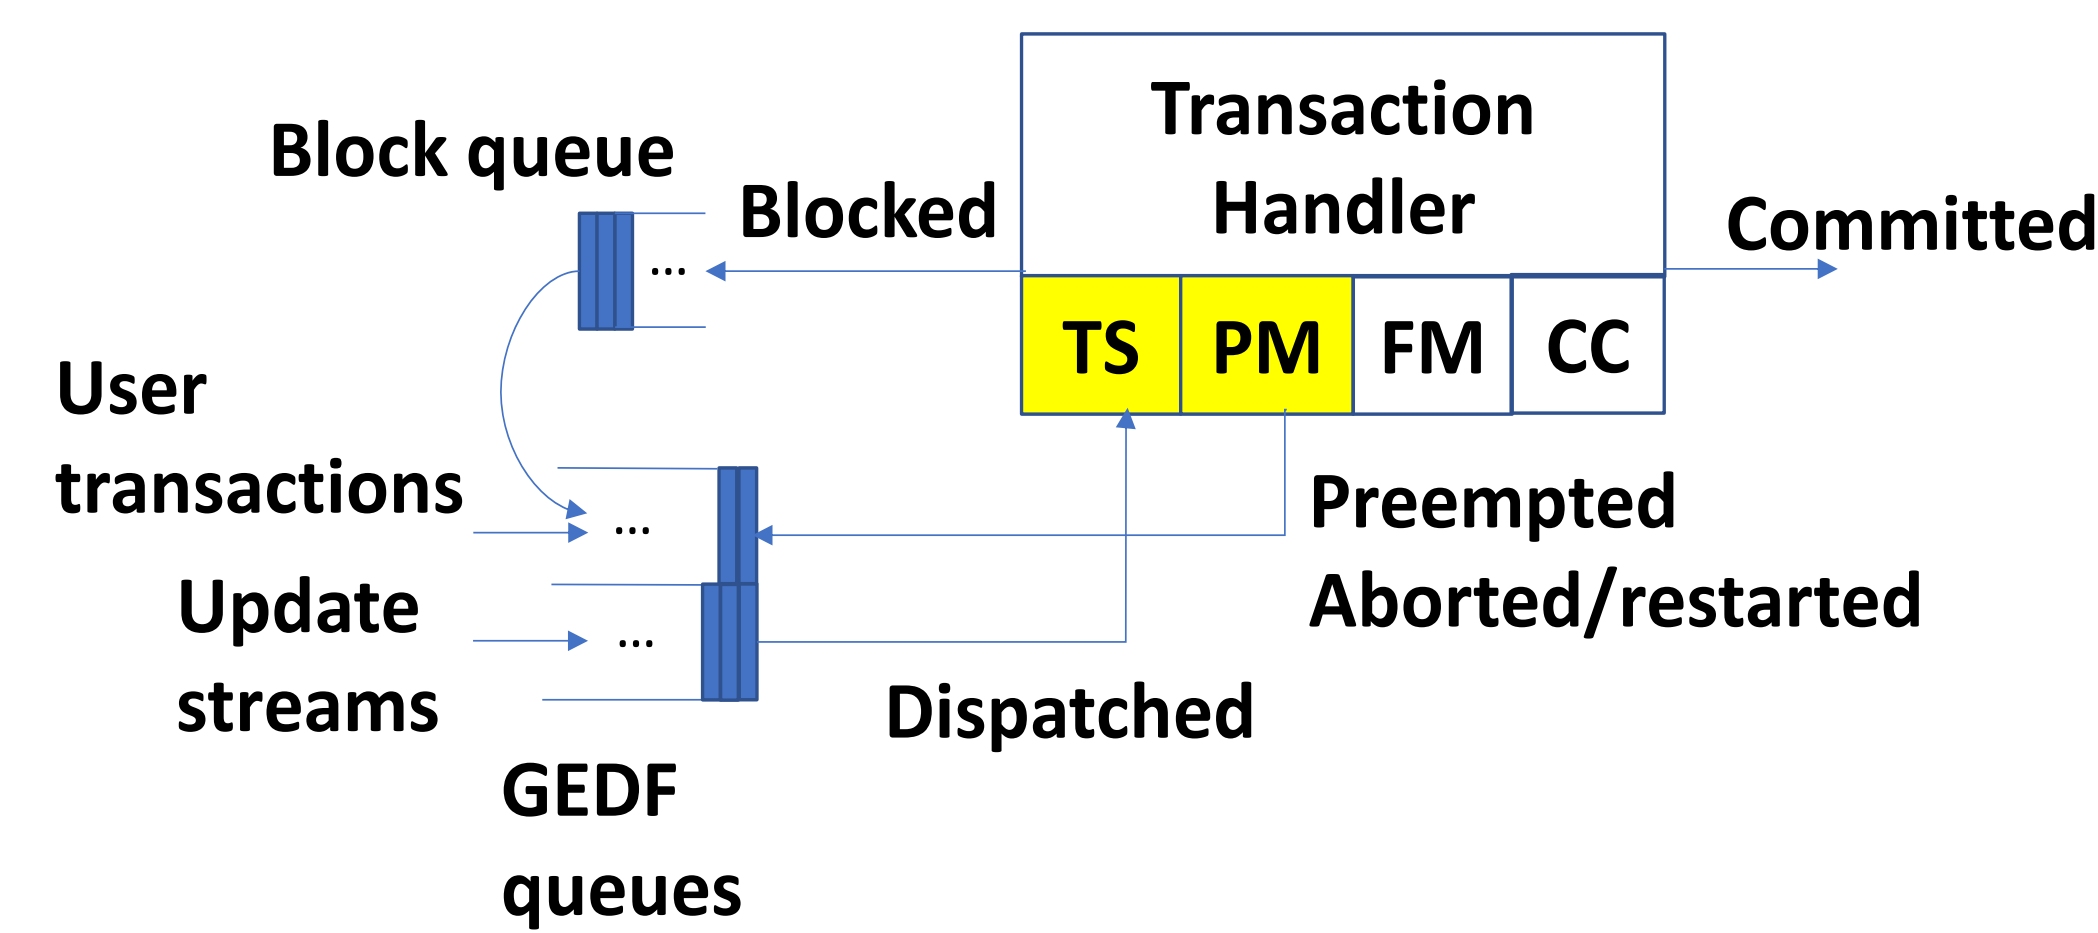 Transaction
Handler
Block queue
Blocked
Committed
...
TS PM FM CC
User
transactions
...
Preempted
Aborted/restarted
Update
streams
...
Dispatched
GEDF
queues